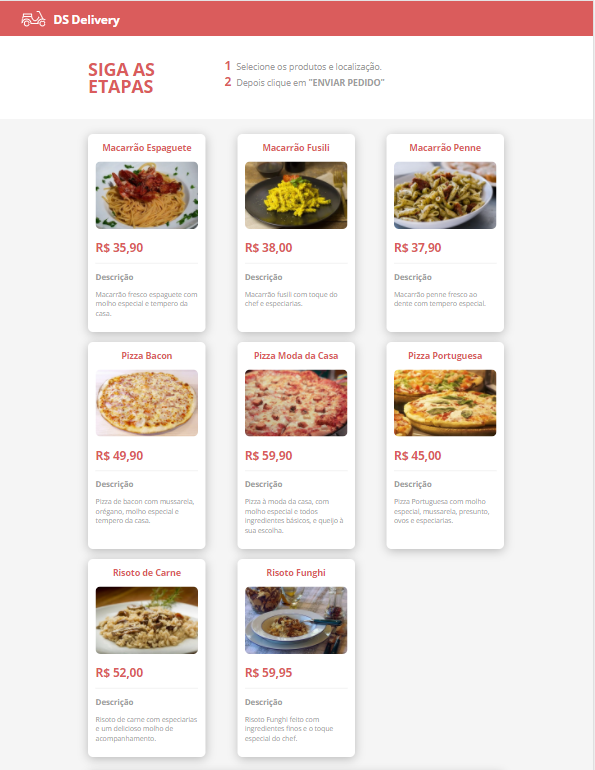 DS Delivery
SIGA AS
ETAPAS
1 Selecione os produtos e localização.
2 Depois clique em “ENVIAR PEDIDO”
Macarrão Espaguete
R$ 35,90
Descrição
Macarrão fresco espaguete com
molho especial e tempero da
casa.
Macarrão Fusili
R$ 38,00
Descrição
Macarrão fusili com toque do
chef e especiarias.
Macarrão Penne
R$ 37,90
Descrição
Macarrão penne fresco ao
dente com tempero especial.
Pizza Bacon
R$ 49,90
Descrição
Pizza de bacon com mussarela,
orégano, molho especial e
tempero da casa.
Pizza Moda da Casa
R$ 59,90
Descrição
Pizza à moda da casa, com
molho especial e todos
ingredientes básicos, e queijo à
sua escolha.
Pizza Portuguesa
R$ 45,00
Descrição
Pizza Portuguesa com molho
especial, mussarela, presunto,
ovos e especiarias.
Risoto de Carne
R$ 52,00
Descrição
Risoto de carne com especiarias
e um delicioso molho de
acompanhamento.
Risoto Funghi
R$ 59,95
Descrição
Risoto Funghi feito com
ingredientes finos e o toque
especial do chef.